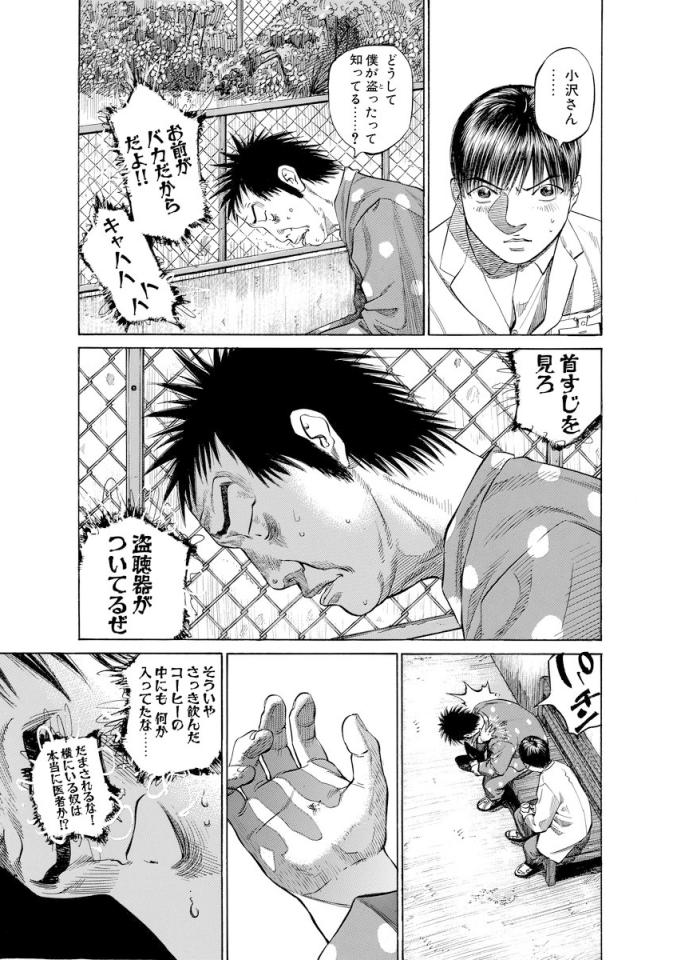 小沢さん
……
どうして
僕が盗ったって
と
知ってる……？
お前が
バカだから
だよ!!
キャハハハハ
首すじを
見ろ
盗聴器が
ついてるぜ
パチン
そういや
さっき飲んだ
コーヒーの
中にも 何か
入ってたな……
だまされるな！
横にいる奴は
本当に医者か!?